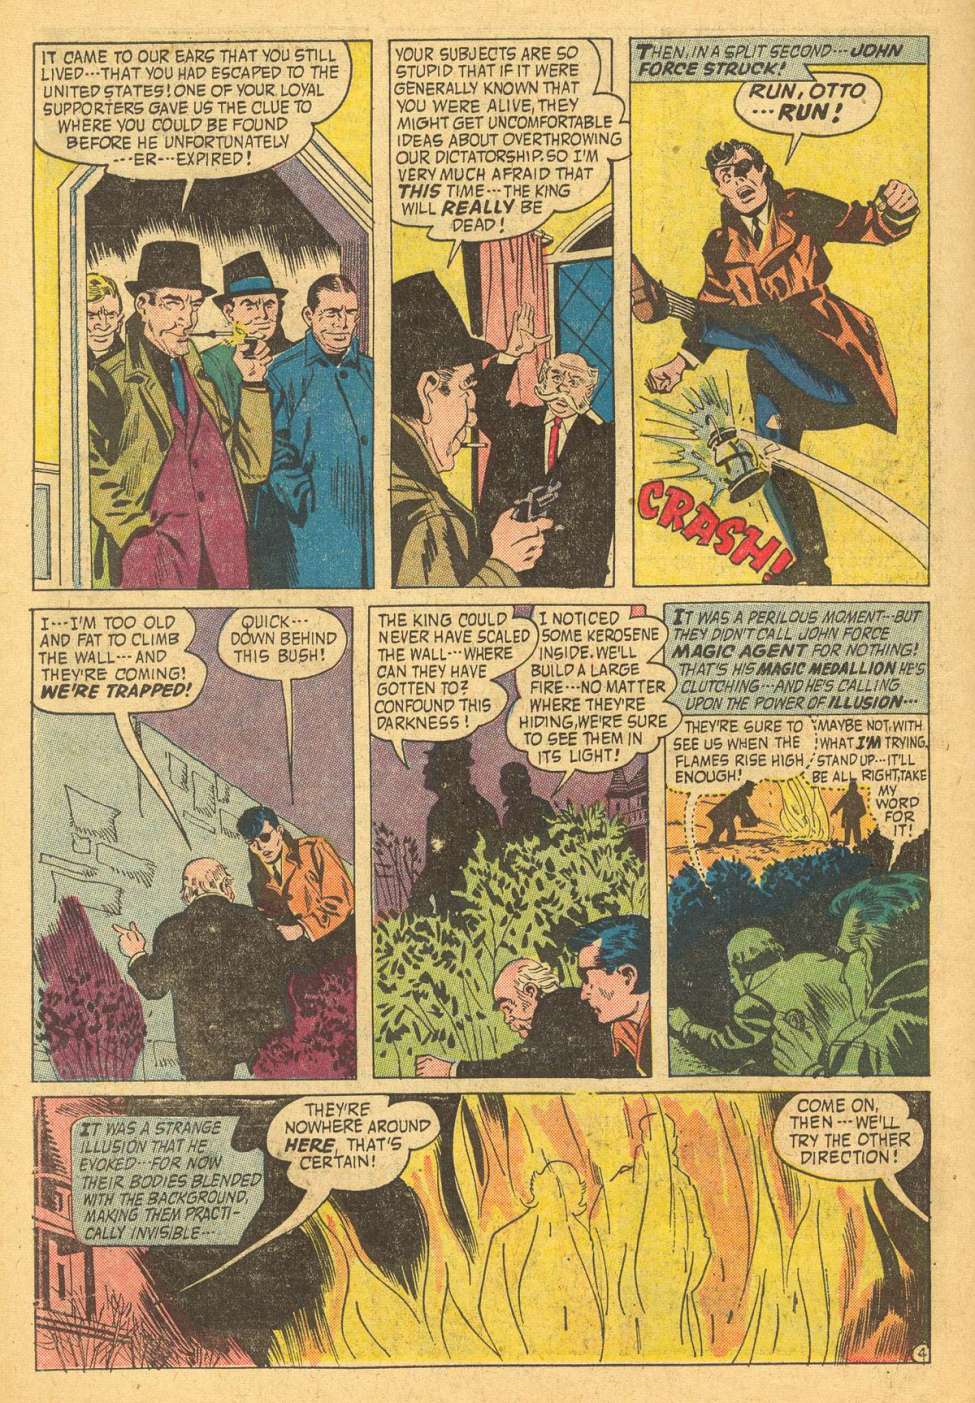 IT CAME TO OUR EARS THAT YOU STILL
LIVED---THAT YOU HAD ESCAPED TO THE
UNITED STATES! ONE OF YOUR LOYAL
SUPPORTERS GAVE US THE CLUE TO
WHERE YOU COULD BE FOUND
BEFORE HE UNFORTUNATELY
---ER---EXPIRED!
YOUR SUBJECTS ARE SO
STUPID THAT IF IT WERE
GENERALLY KNOWN THAT
YOU WERE ALIVE, THEY
MIGHT GET UNCOMFORTABLE
IDEAS ABOUT OVERTHROWING
OUR DICTATORSHIP. SO I'M
VERY MUCH AFRAID THAT
THIS TIME---THE KING
WILL REALLY BE
DEAD!
THEN, IN A SPLIT SECOND---JOHN
FORCE STRUCK!
RUN, OTTO
---RUN!
CRASH!
I---I'M TOO OLD
AND FAT TO CLIMB
THE WALL---AND
THEY'RE COMING!
WE'RE TRAPPED!
QUICK---
DOWN BEHIND
THIS BUSH!
THE KING COULD
NEVER HAVE SCALED
THE WALL---WHERE
CAN THEY HAVE
GOTTEN TO?
CONFOUND THIS
DARKNESS!
I NOTICED
SOME KEROSENE
INSIDE. WE'LL
BUILD A LARGE
FIRE---NO MATTER
WHERE THEY'RE
HIDING, WE'RE SURE
TO SEE THEM IN
ITS LIGHT!
IT WAS A PERILOUS MOMENT--BUT
THEY DIDN'T CALL JOHN FORCE
MAGIC AGENT FOR NOTHING!
THAT'S HIS MAGIC MEDALLION HE'S
CLUTCHING---AND HE'S CALLING
UPON THE POWER OF ILLUSION---
THEY'RE SURE TO
SEE US WHEN THE
FLAMES RISE HIGH
ENOUGH!
MAYBE NOT, WITH
WHAT I'M TRYING.
STAND UP---IT'LL
BE ALL RIGHT, TAKE
MY
WORD
FOR
IT!
IT WAS A STRANGE
ILLUSION THAT HE
EVOKED---FOR NOW
THEIR BODIES BLENDED
WITH THE BACKGROUND,
MAKING THEM PRACTI-
CALLY INVISIBLE---
THEY'RE
NOWHERE AROUND
HERE, THAT'S
CERTAIN!
COME ON,
THEN---WE'LL
TRY THE OTHER
DIRECTION!
4